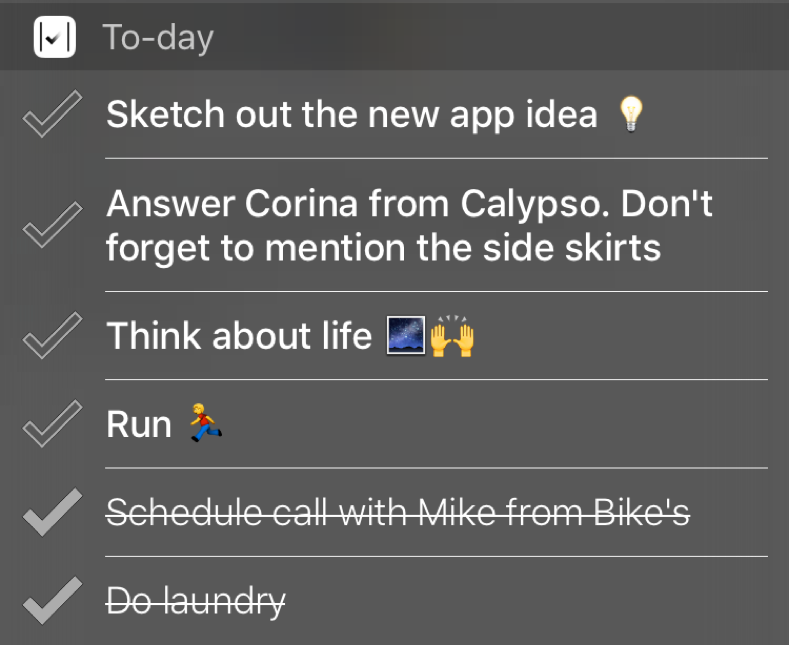 To-day
Sketch out the new app idea 💡
Answer Corina from Calypso. Don't
forget to mention the side skirts
Think about life 🌌🙌
Run 🏃
Schedule call with Mike from Bike's
Do laundry